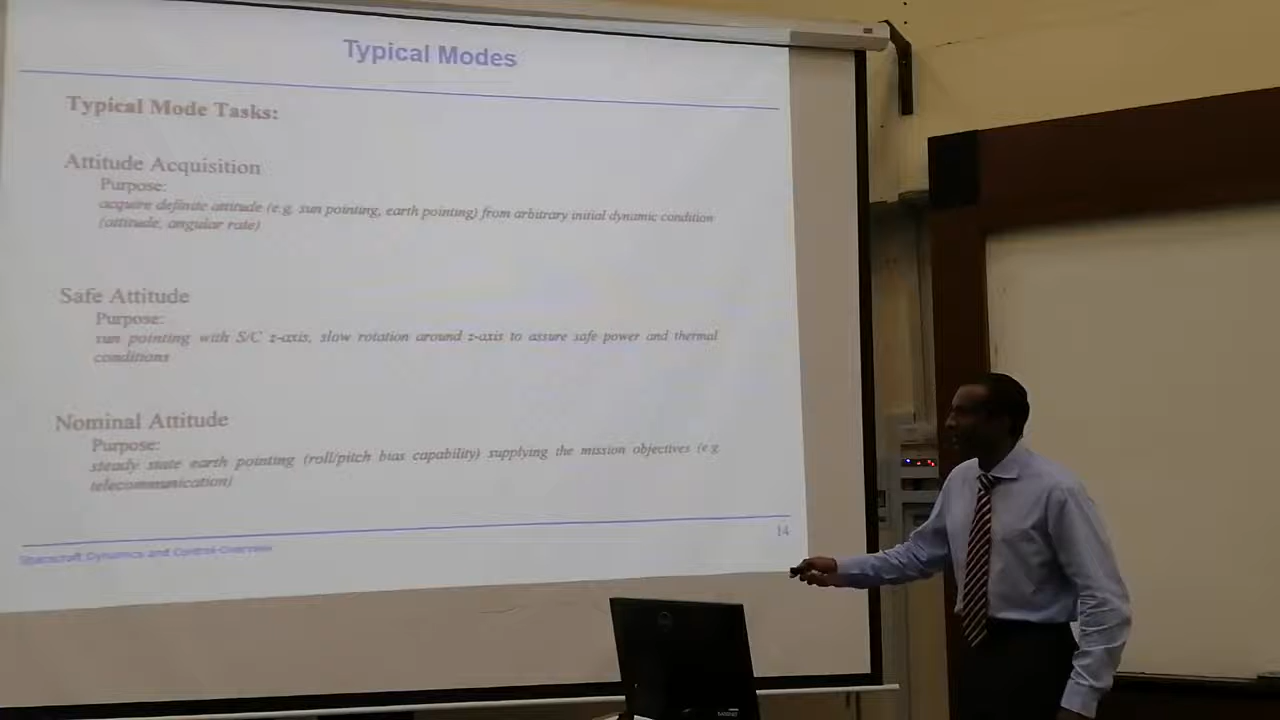 Typical Modes
Typical Mode Tasks:
Attitude Acquisition
Purpose:
acquire definite attitude (e.g. sun pointing, earth pointing) from arbitrary initial dynamic condition
(attitude, angular rate)
Safe Attitude
Purpose:
sun pointing with S/C z-axis, slow rotation around z-axis to assure safe power and thermal
conditions
Nominal Attitude
Purpose:
steady state earth pointing (roll/pitch bias capability) supplying the mission objectives (e.g.
telecommunication)
14
Spacecraft Dynamics and Control-Overview